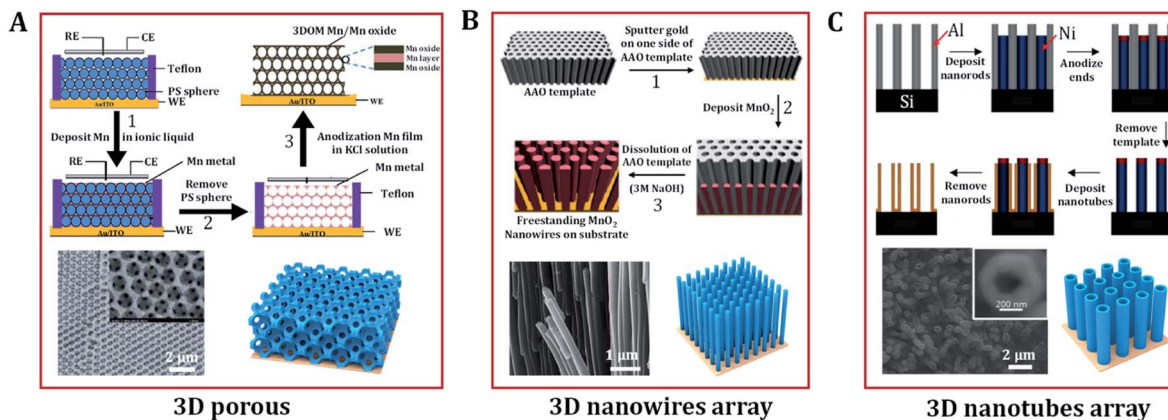 A
RE
CE
Teflon
PS sphere
Au/ITO
WE
1
Deposit Mn
in ionic liquid
RE
CE
Mn metal
Au/ITO
WE
Remove
PS sphere
2
3DOM Mn/Mn oxide
Mn oxide
Mn layer
Mn oxide
Au/ITO
WE
3
Anodization Mn film
in KCl solution
Mn metal
Teflon
Au/ITO
WE
2 μm
3D porous
B
Sputter gold
on one side of
AAO template
1
AAO template
Deposit MnO₂
2
Dissolution of
AAO template
(3M NaOH)
3
Freestanding MnO₂
Nanowires on substrate
1 μm
3D nanowires array
C
Al
Ni
Si
Deposit
nanorods
Anodize
ends
Remove
template
Deposit
nanotubes
Remove
nanorods
200 nm
2 μm
3D nanotubes array